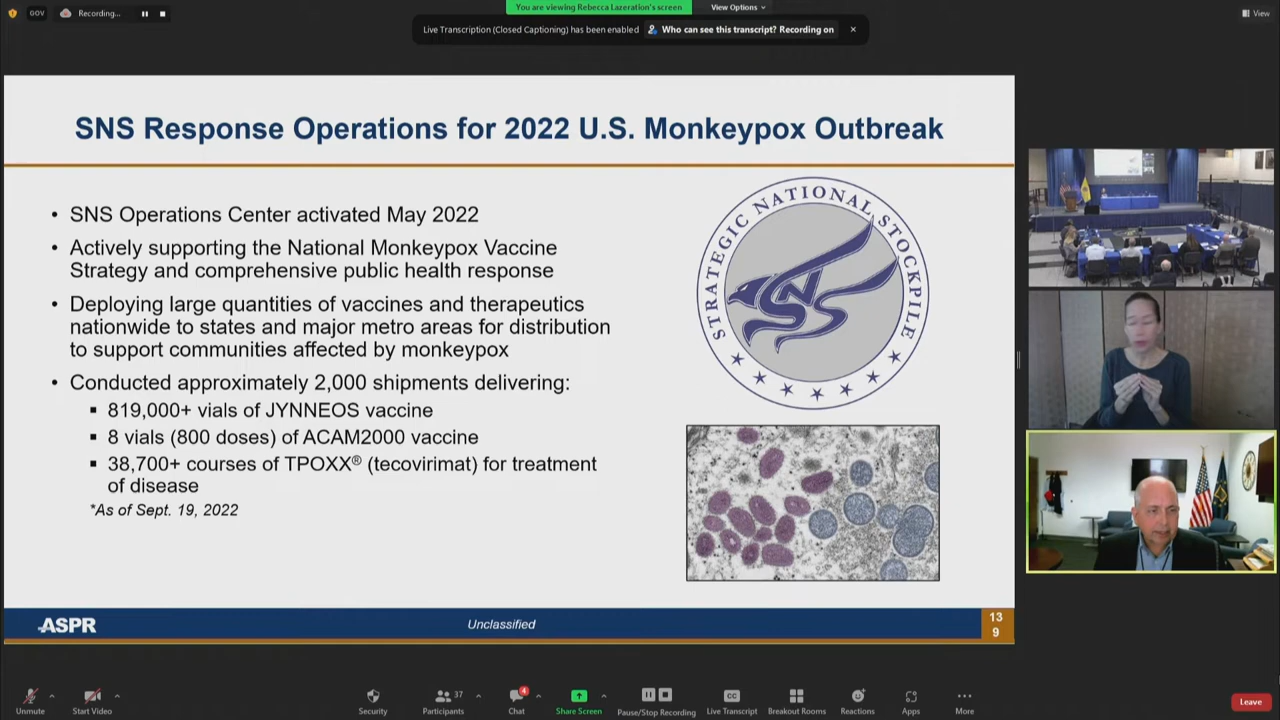 GOV
Recording...
You are viewing Rebecca Lazeration's screen
View Options
View
Live Transcription (Closed Captioning) has been enabled
Who can see this transcript? Recording on
SNS Response Operations for 2022 U.S. Monkeypox Outbreak
• SNS Operations Center activated May 2022
• Actively supporting the National Monkeypox Vaccine
Strategy and comprehensive public health response
• Deploying large quantities of vaccines and therapeutics
nationwide to states and major metro areas for distribution
to support communities affected by monkeypox
• Conducted approximately 2,000 shipments delivering:
▪ 819,000+ vials of JYNNEOS vaccine
▪ 8 vials (800 doses) of ACAM2000 vaccine
▪ 38,700+ courses of TPOXX® (tecovirimat) for treatment
of disease
*As of Sept. 19, 2022
STRATEGIC NATIONAL STOCKPILE
SNS
ASPR
Unclassified
13
9
Unmute
Start Video
Security
Participants
37
Chat
4
Share Screen
Pause/Stop Recording
CC
Live Transcript
Breakout Rooms
Reactions
Apps
More
Leave